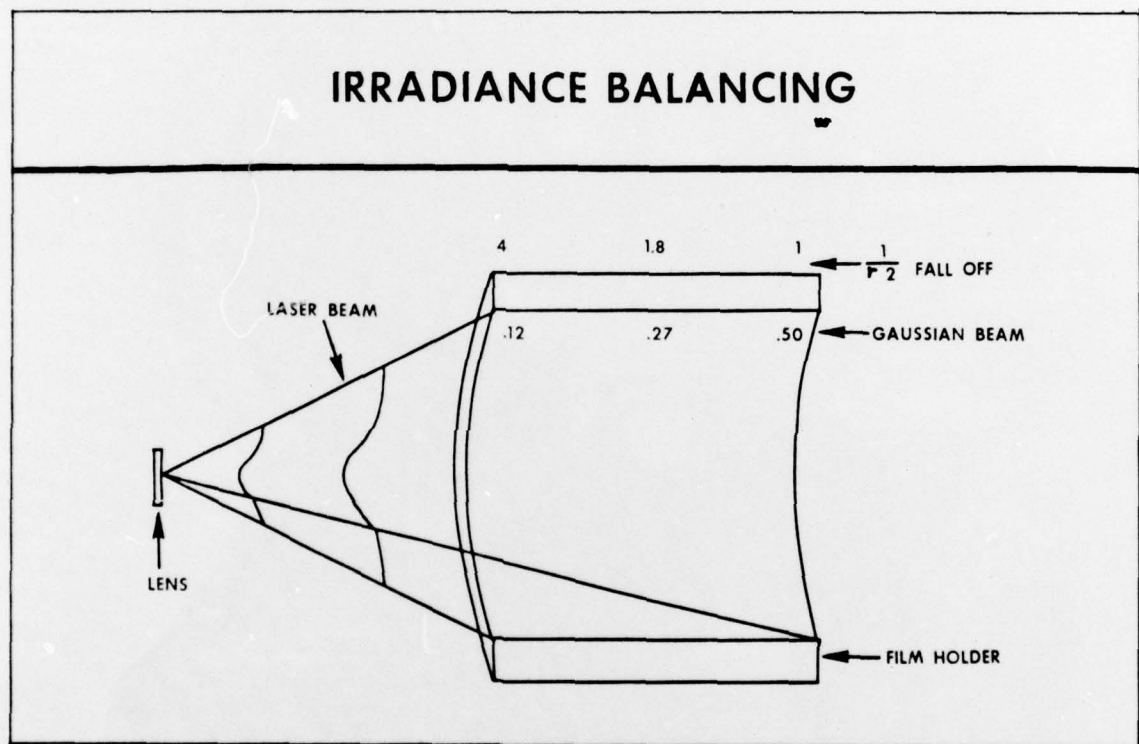 IRRADIANCE BALANCING
4 1.8 1 1/r2 FALL OFF
LASER BEAM
.12 .27 .50 GAUSSIAN BEAM
LENS
FILM HOLDER